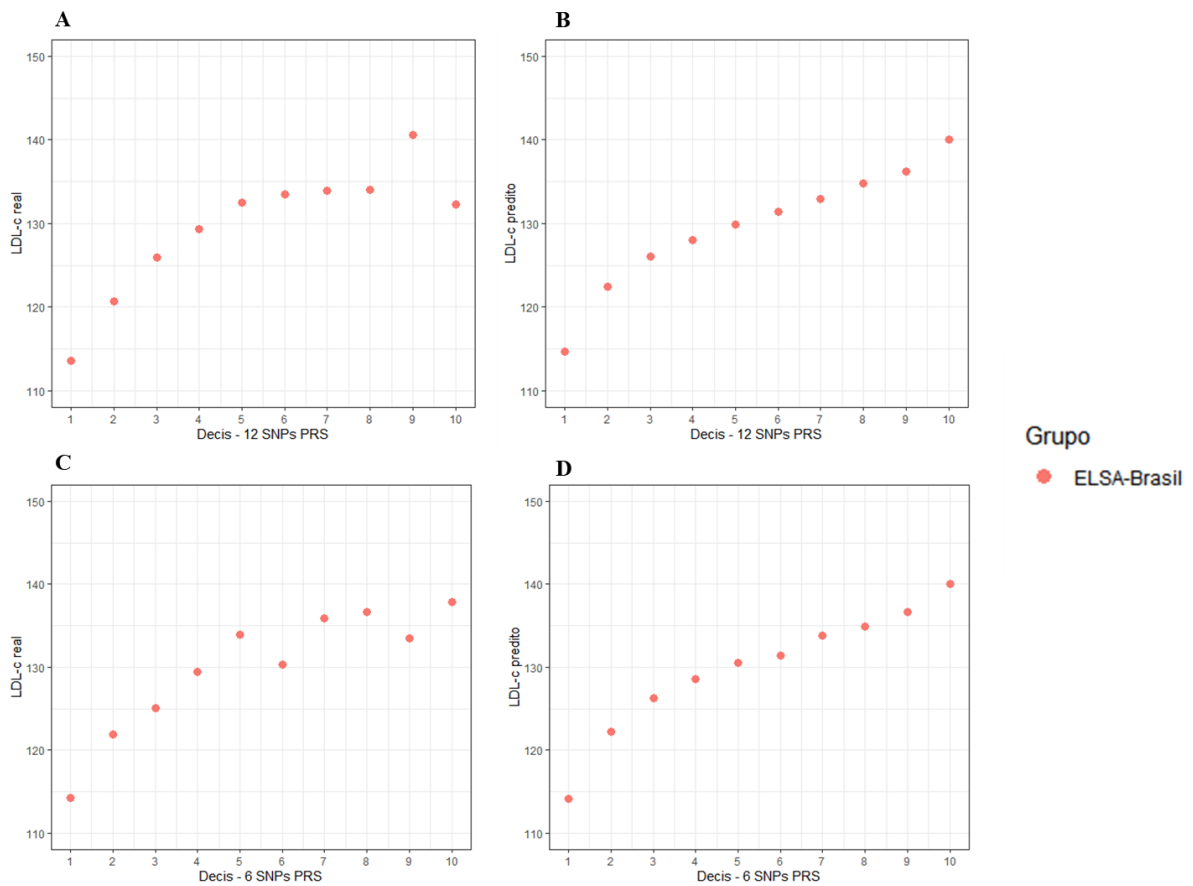 A
150
140
130
120
110
LDL-c real
1 2 3 4 5 6 7 8 9 10
Decis - 12 SNPs PRS
B
150
140
130
120
110
LDL-c predito
1 2 3 4 5 6 7 8 9 10
Decis - 12 SNPs PRS
C
150
140
130
120
110
LDL-c real
1 2 3 4 5 6 7 8 9 10
Decis - 6 SNPs PRS
D
150
140
130
120
110
LDL-c predito
1 2 3 4 5 6 7 8 9 10
Decis - 6 SNPs PRS
Grupo
ELSA-Brasil